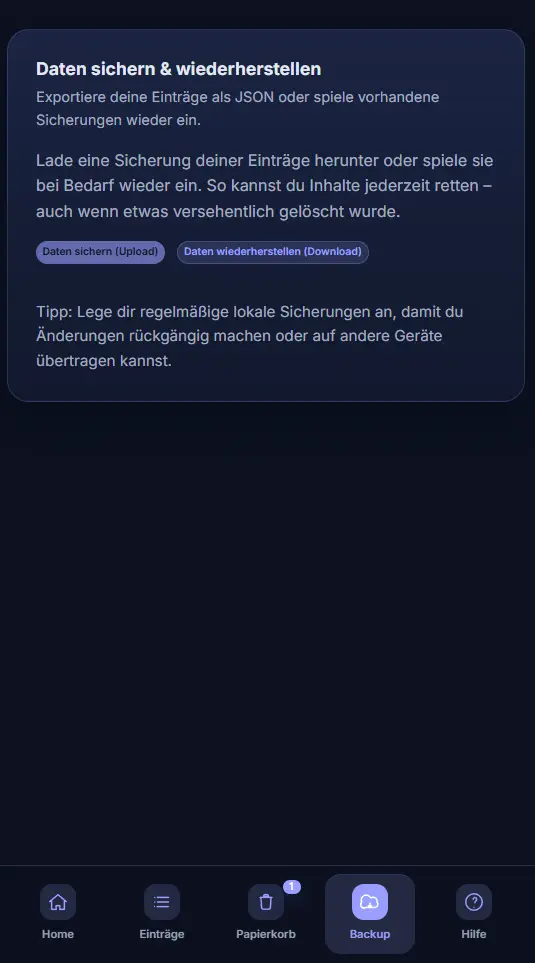 Daten sichern & wiederherstellen
Exportiere deine Einträge als JSON oder spiele vorhandene
Sicherungen wieder ein.
Lade eine Sicherung deiner Einträge herunter oder spiele sie
bei Bedarf wieder ein. So kannst du Inhalte jederzeit retten –
auch wenn etwas versehentlich gelöscht wurde.
Daten sichern (Upload) Daten wiederherstellen (Download)
Tipp: Lege dir regelmäßige lokale Sicherungen an, damit du
Änderungen rückgängig machen oder auf andere Geräte
übertragen kannst.
1
Home Einträge Papierkorb Backup Hilfe